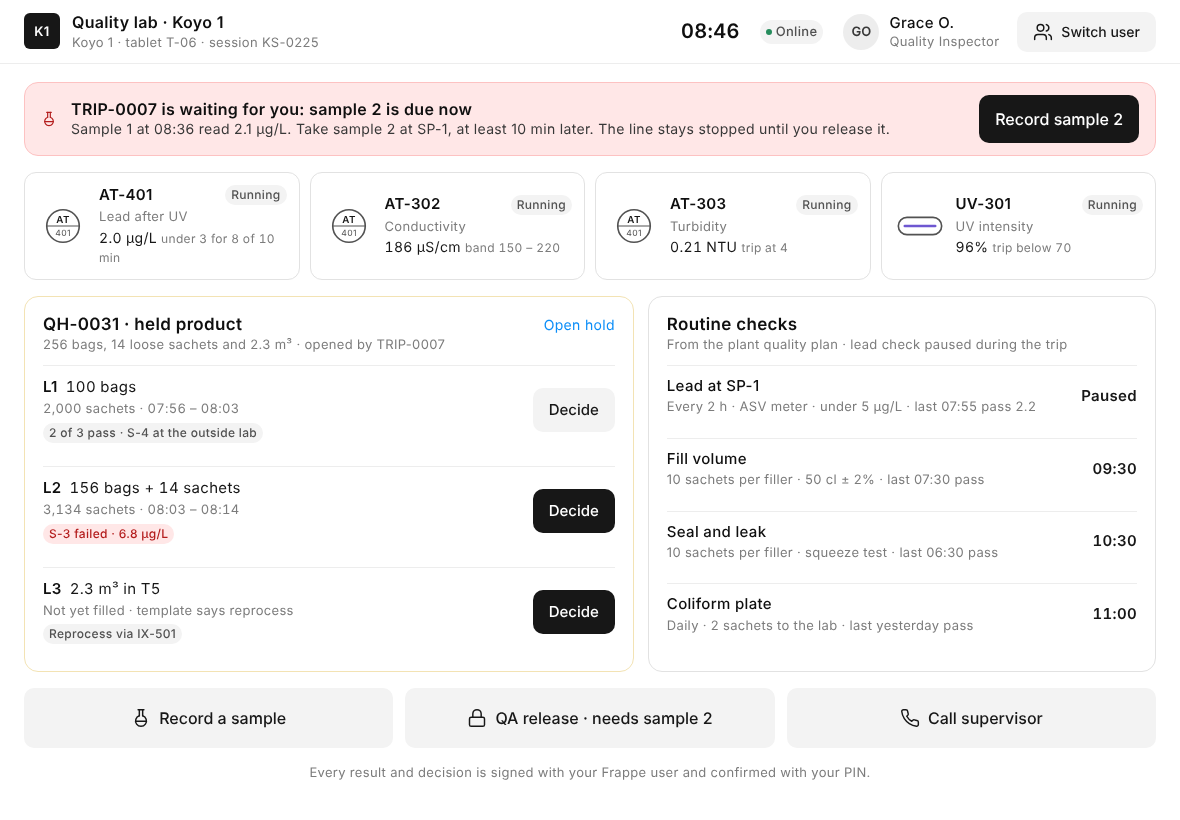 K1
Quality lab · Koyo 1
Koyo 1 · tablet T-06 · session KS-0225
08:46
Online
GO
Grace O.
Quality Inspector
Switch user
TRIP-0007 is waiting for you: sample 2 is due now
Sample 1 at 08:36 read 2.1 µg/L. Take sample 2 at SP-1, at least 10 min later. The line stays stopped until you release it.
Record sample 2
AT
401
AT-401
Running
Lead after UV
2.0 µg/L under 3 for 8 of 10
min
AT
401
AT-302
Running
Conductivity
186 µS/cm band 150 – 220
AT
401
AT-303
Running
Turbidity
0.21 NTU trip at 4
UV-301
Running
UV intensity
96% trip below 70
QH-0031 · held product
Open hold
256 bags, 14 loose sachets and 2.3 m³ · opened by TRIP-0007
L1 100 bags
2,000 sachets · 07:56 – 08:03
2 of 3 pass · S-4 at the outside lab
Decide
L2 156 bags + 14 sachets
3,134 sachets · 08:03 – 08:14
S-3 failed · 6.8 µg/L
Decide
L3 2.3 m³ in T5
Not yet filled · template says reprocess
Reprocess via IX-501
Decide
Routine checks
From the plant quality plan · lead check paused during the trip
Lead at SP-1
Every 2 h · ASV meter · under 5 µg/L · last 07:55 pass 2.2
Paused
Fill volume
10 sachets per filler · 50 cl ± 2% · last 07:30 pass
09:30
Seal and leak
10 sachets per filler · squeeze test · last 06:30 pass
10:30
Coliform plate
Daily · 2 sachets to the lab · last yesterday pass
11:00
Record a sample
QA release · needs sample 2
Call supervisor
Every result and decision is signed with your Frappe user and confirmed with your PIN.